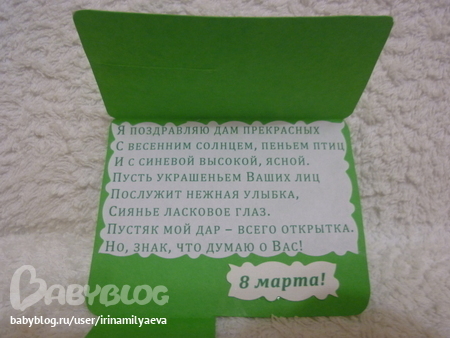 Я поздравляю дам прекрасных
С весенним солнцем, пеньем птиц
И с синевой высокой, ясной.
Пусть украшеньем Ваших лиц
Послужит нежная улыбка,
Сиянье ласковое глаз.
Пустяк мой дар – всего открытка.
Но, знак, что думаю о Вас!
8 марта!
BABYBLOG
babyblog.ru/user/irinamilyaeva